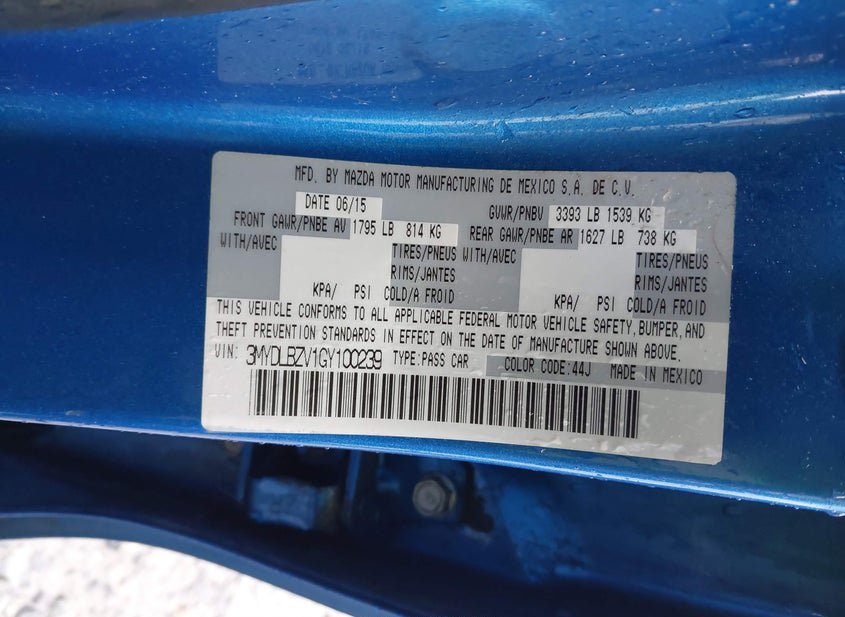 MFD. BY MAZDA MOTOR MANUFACTURING DE MEXICO S.A. DE C.V.
DATE 06/15 GVWR/PNBV 3393 LB 1539 KG
FRONT GAWR/PNBE AV 1795 LB 814 KG REAR GAWR/PNBE AR 1627 LB 738 KG
WITH/AVEC TIRES/PNEUS WITH/AVEC TIRES/PNEUS
RIMS/JANTES RIMS/JANTES
KPA/ PSI COLD/A FROID KPA/ PSI COLD/A FROID
THIS VEHICLE CONFORMS TO ALL APPLICABLE FEDERAL MOTOR VEHICLE SAFETY, BUMPER, AND
THEFT PREVENTION STANDARDS IN EFFECT ON THE DATE OF MANUFACTURE SHOWN ABOVE.
VIN: 3MYDLBZV1GY100239 TYPE:PASS CAR COLOR CODE:44J MADE IN MEXICO